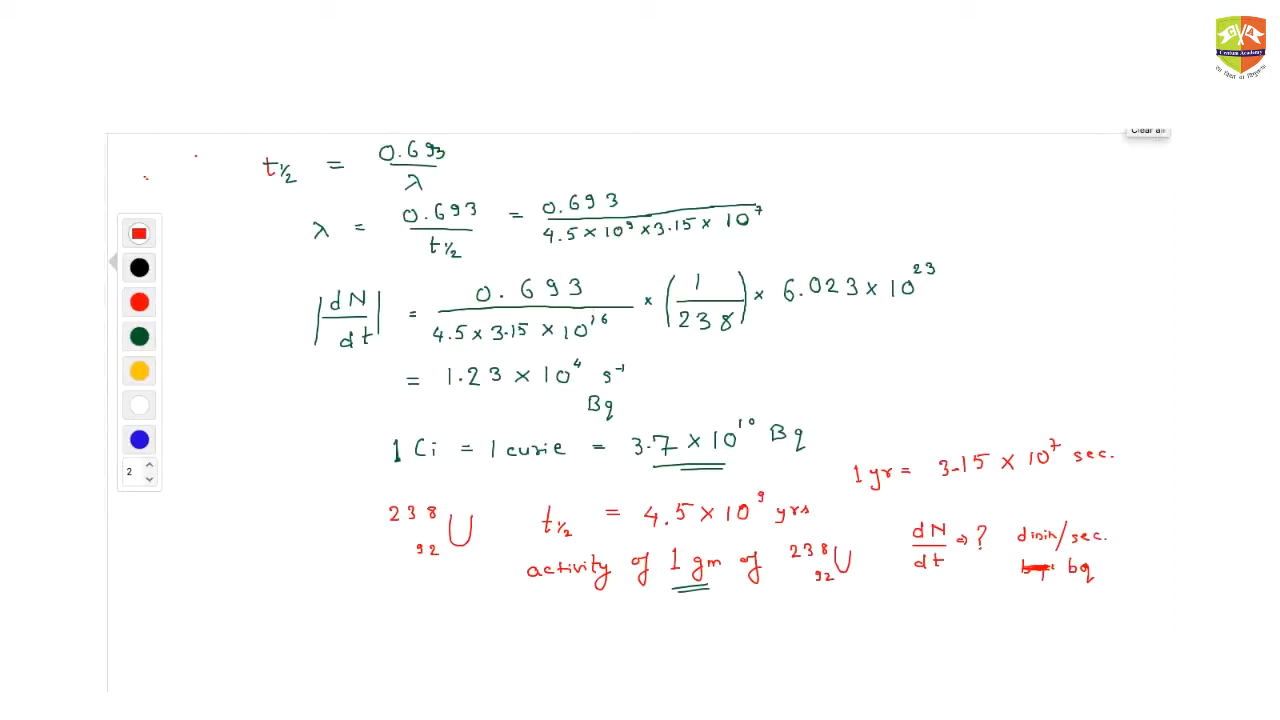 Centum Academy
Clear all
t½ = 0.693/λ
λ = 0.693/t½ = 0.693/4.5×10⁹×3.15×10⁷
|dN/dt| = 0.693/4.5×3.15×10¹⁶ × (1/238) × 6.023×10²³
= 1.23×10⁴ s⁻¹
Bq
1 Ci = 1 curie = 3.7×10¹⁰ Bq
1 yr = 3.15×10⁷ sec.
²³⁸₉₂U t½ = 4.5×10⁹ yrs
dN/dt ⇒ ? disin/sec.
bq
activity of 1 gm of ²³⁸₉₂U
2